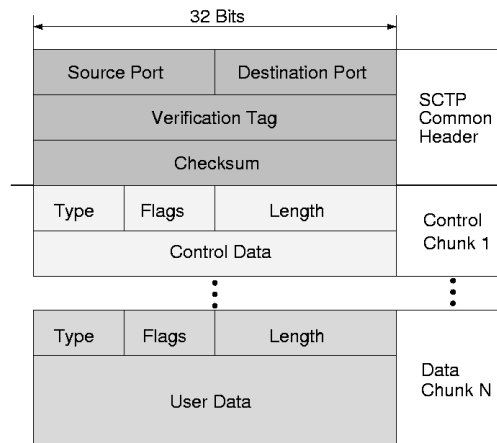 32 Bits
Source Port
Destination Port
SCTP
Common
Header
Verification Tag
Checksum
Type
Flags
Length
Control
Chunk 1
Control Data
Type
Flags
Length
Data
Chunk N
User Data